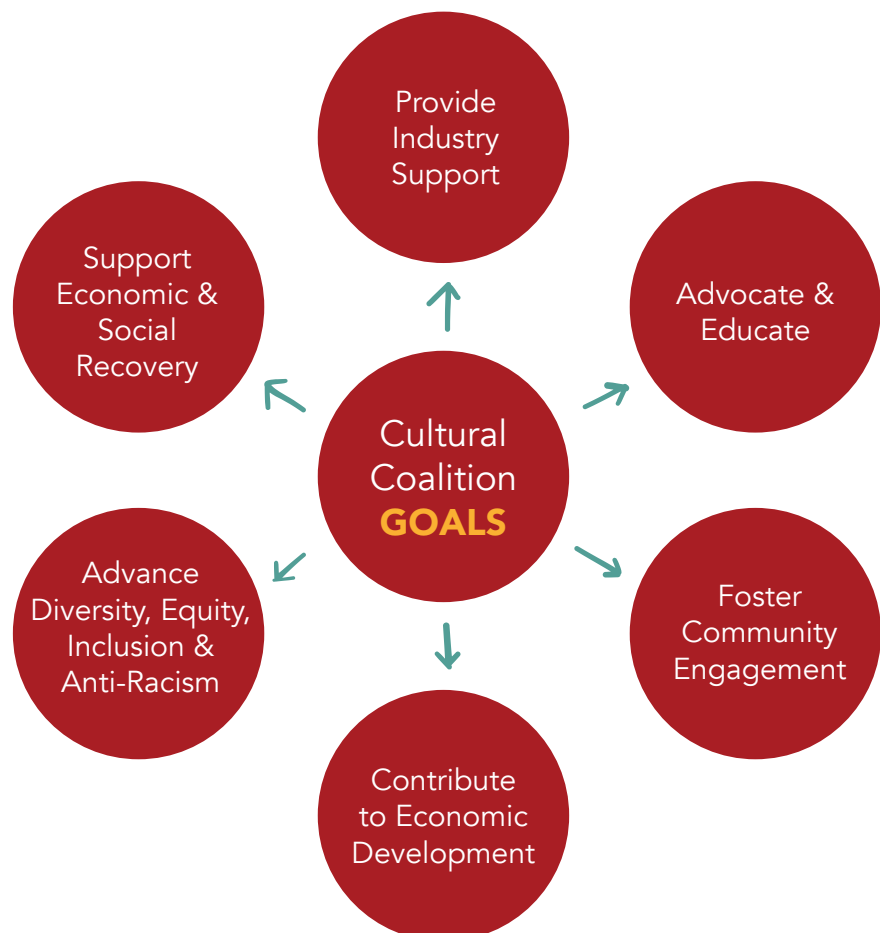 Provide
Industry
Support
Advocate &
Educate
Foster
Community
Engagement
Contribute
to Economic
Development
Advance
Diversity, Equity,
Inclusion &
Anti-Racism
Support
Economic &
Social
Recovery
Cultural
Coalition
GOALS